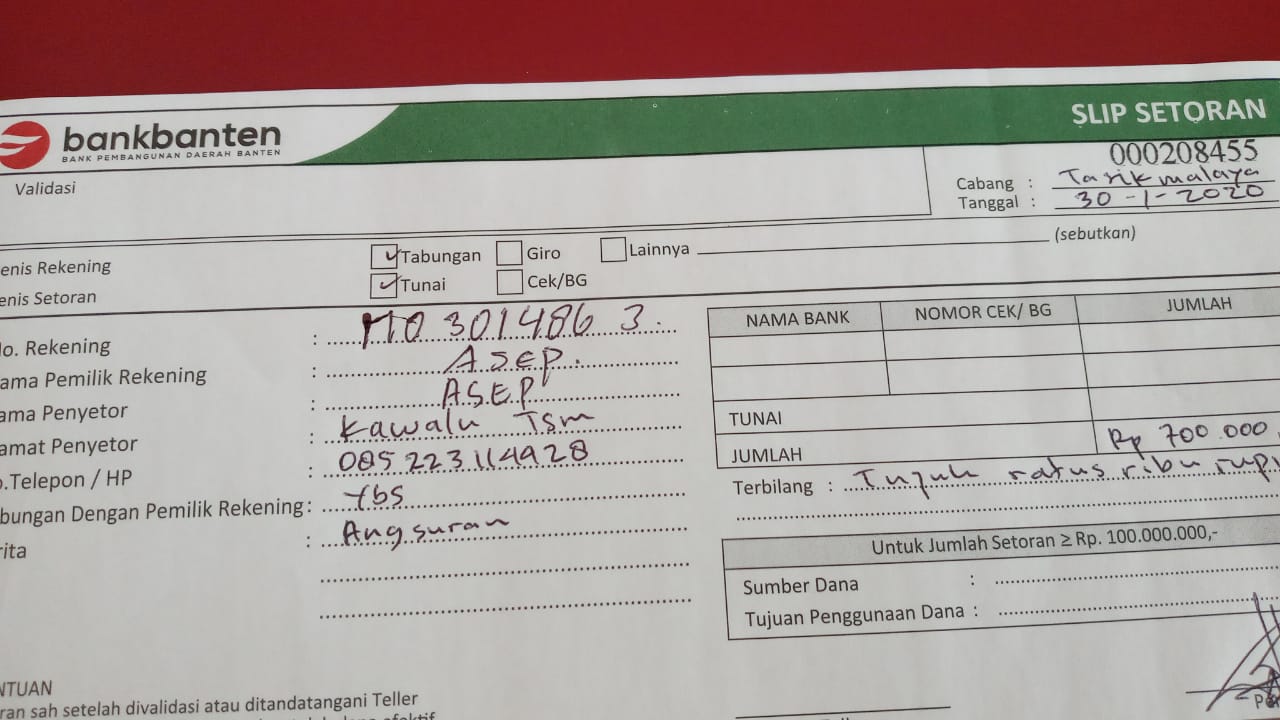 bankbanten
BANK PEMBANGUNAN DAERAH BANTEN
SLIP SETORAN
000208455
Validasi
Cabang : Tasikmalaya
Tanggal : 30-1-2020
enis Rekening Tabungan Giro Lainnya (sebutkan)
enis Setoran Tunai Cek/BG
o. Rekening : 3014863
ama Pemilik Rekening : Asep.
ama Penyetor : ASEP
amat Penyetor : Kawalu Tsm
.Telepon / HP : 085223114928
bungan Dengan Pemilik Rekening: Ybs
rita : Angsuran
NAMA BANK NOMOR CEK/ BG JUMLAH
TUNAI
JUMLAH Rp 700.000,
Terbilang : Tujuh ratus ribu rupi
Untuk Jumlah Setoran ≥ Rp. 100.000.000,-
Sumber Dana :
Tujuan Penggunaan Dana :
NTUAN
ran sah setelah divalidasi atau ditandatangani Teller